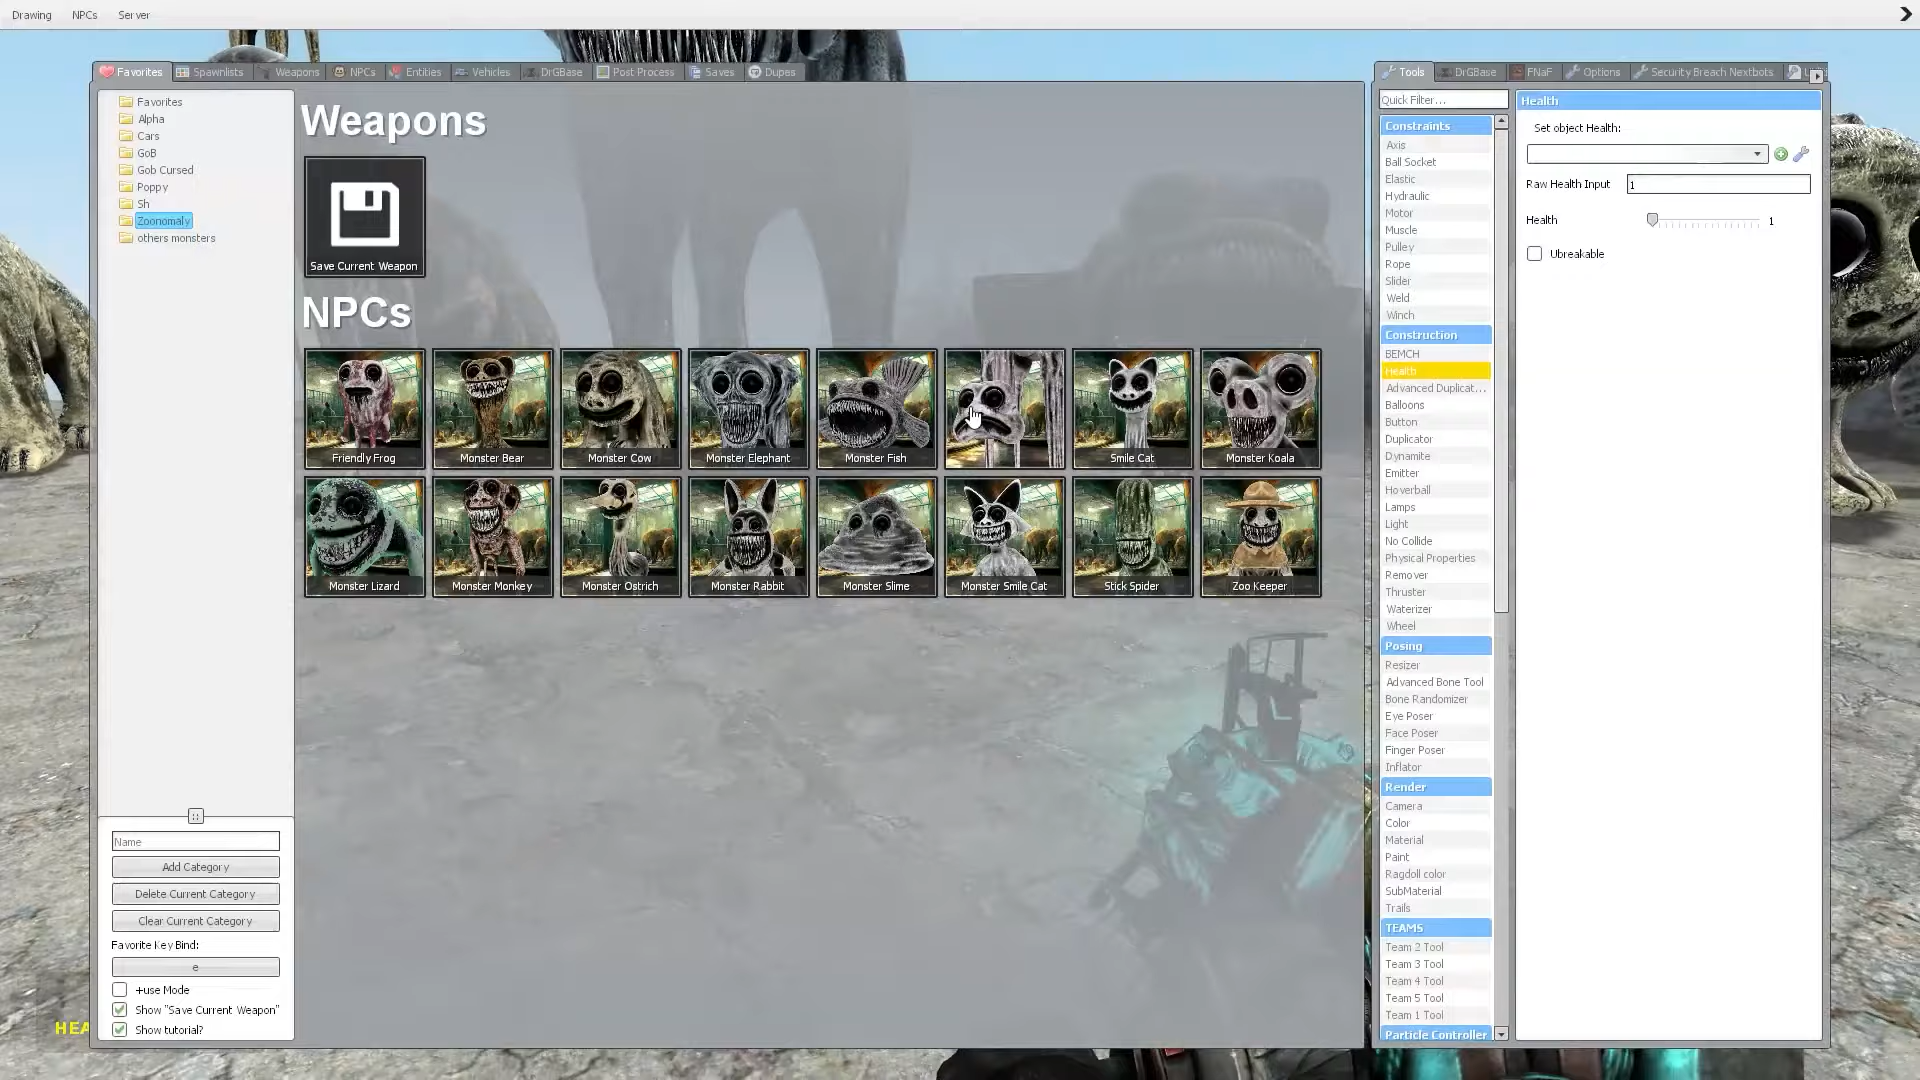 Drawing NPCs Server
Favorites Spawnlists Weapons NPCs Entities Vehicles DrGBase Post Process Saves Dupes
Tools DrGBase FNaF Options Security Breach Nextbots
Favorites
Alpha
Cars
GoB
Gob Cursed
Poppy
Sh
Zoonomaly
others monsters
Name
Add Category
Delete Current Category
Clear Current Category
Favorite Key Bind:
e
+use Mode
Show "Save Current Weapon"
Show tutorial?
Weapons
Save Current Weapon
NPCs
Friendly Frog Monster Bear Monster Cow Monster Elephant Monster Fish Smile Cat Monster Koala
Monster Lizard Monster Monkey Monster Ostrich Monster Rabbit Monster Slime Monster Smile Cat Stick Spider Zoo Keeper
Quick Filter...
Constraints
Axis
Ball Socket
Elastic
Hydraulic
Motor
Muscle
Pulley
Rope
Slider
Weld
Winch
Construction
BEMCH
Health
Advanced Duplicat...
Balloons
Button
Duplicator
Dynamite
Emitter
Hoverball
Lamps
Light
No Collide
Physical Properties
Remover
Thruster
Waterizer
Wheel
Posing
Resizer
Advanced Bone Tool
Bone Randomizer
Eye Poser
Face Poser
Finger Poser
Inflator
Render
Camera
Color
Material
Paint
Ragdoll color
SubMaterial
Trails
TEAMS
Team 2 Tool
Team 3 Tool
Team 4 Tool
Team 5 Tool
Team 1 Tool
Particle Controller
Health
Set object Health:
Raw Health Input 1
Health 1
Ubreakable
HEA